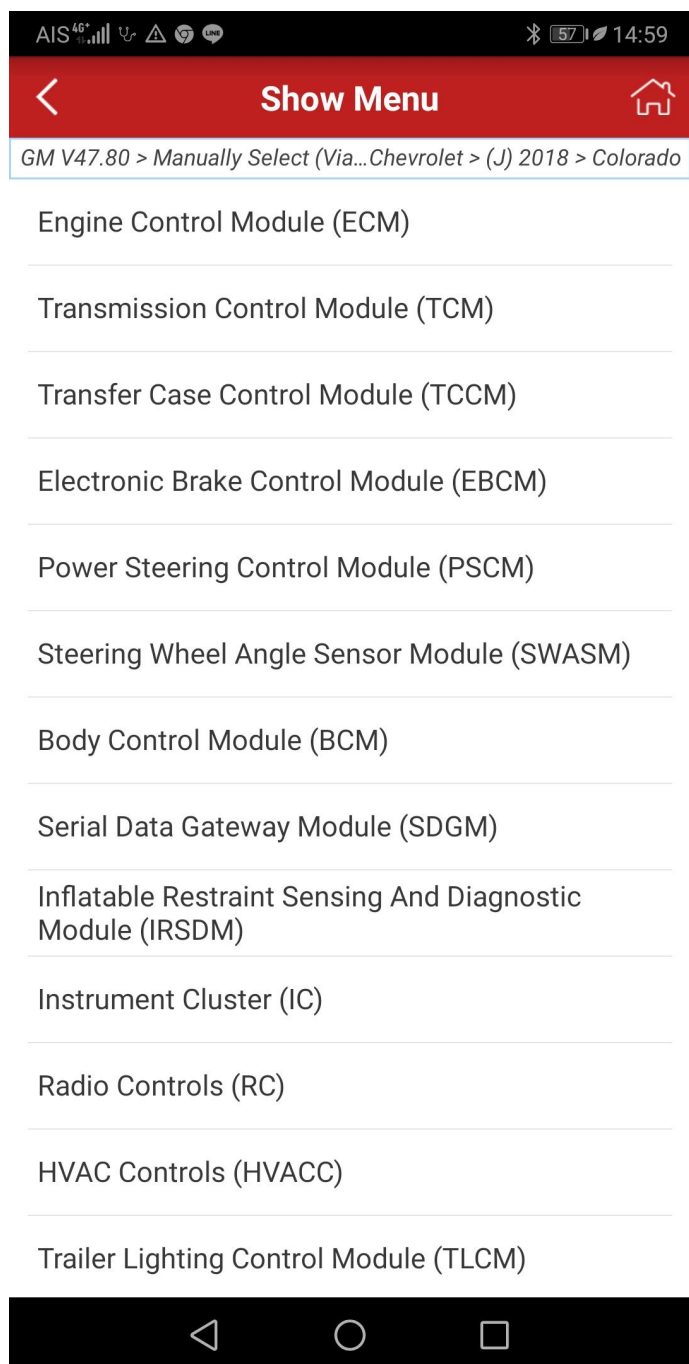 AIS 4G+ LINE 57 14:59
Show Menu
GM V47.80 > Manually Select (Via...Chevrolet > (J) 2018 > Colorado
Engine Control Module (ECM)
Transmission Control Module (TCM)
Transfer Case Control Module (TCCM)
Electronic Brake Control Module (EBCM)
Power Steering Control Module (PSCM)
Steering Wheel Angle Sensor Module (SWASM)
Body Control Module (BCM)
Serial Data Gateway Module (SDGM)
Inflatable Restraint Sensing And Diagnostic
Module (IRSDM)
Instrument Cluster (IC)
Radio Controls (RC)
HVAC Controls (HVACC)
Trailer Lighting Control Module (TLCM)